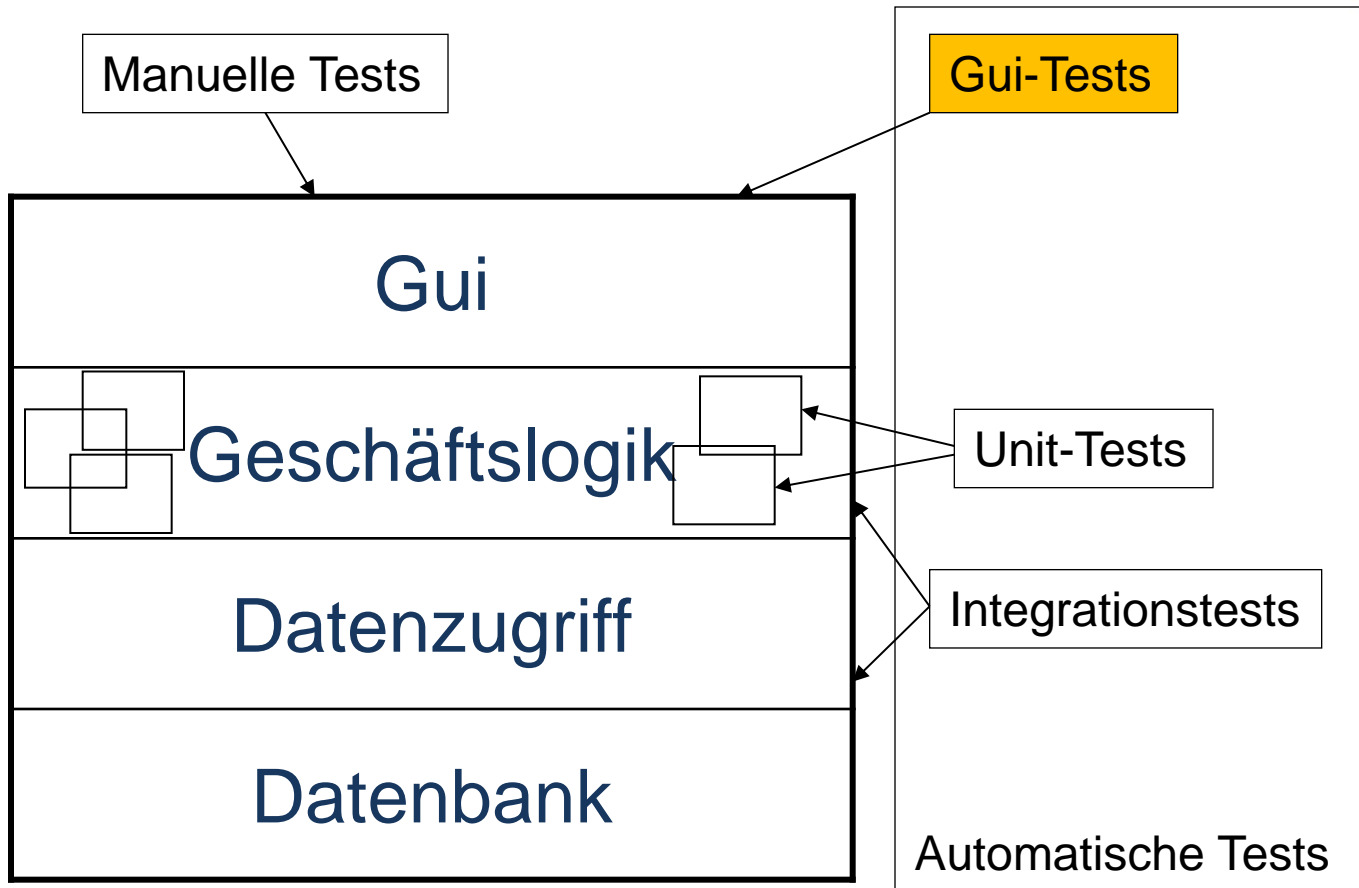 Manuelle Tests
Gui-Tests
Gui
Geschäftslogik
Unit-Tests
Datenzugriff
Integrationstests
Datenbank
Automatische Tests